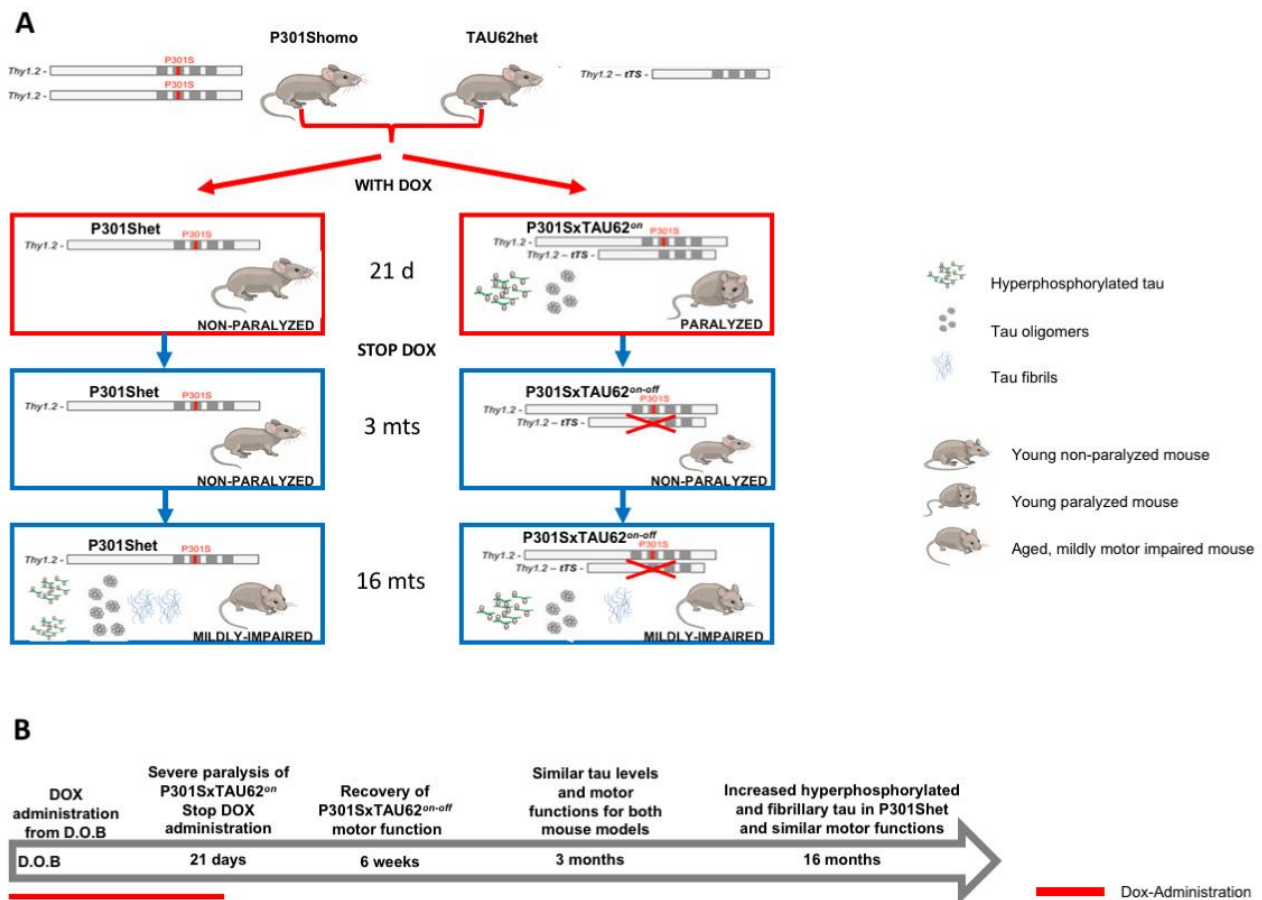 A
P301Shomo
TAU62het
P301S
Thy1.2 -
P301S
Thy1.2 -
Thy1.2 – tTS -
WITH DOX
P301Shet
P301S
Thy1.2 -
NON-PARALYZED
21 d
P301SxTAU62on
P301S
Thy1.2 -
Thy1.2 – tTS -
PARALYZED
STOP DOX
P301Shet
P301S
Thy1.2 -
NON-PARALYZED
3 mts
P301SxTAU62on-off
P301S
Thy1.2 -
Thy1.2 – tTS -
NON-PARALYZED
P301Shet
P301S
Thy1.2 -
MILDLY-IMPAIRED
16 mts
P301SxTAU62on-off
P301S
Thy1.2 -
Thy1.2 – tTS -
MILDLY-IMPAIRED
Hyperphosphorylated tau
Tau oligomers
Tau fibrils
Young non-paralyzed mouse
Young paralyzed mouse
Aged, mildly motor impaired mouse
B
DOX
administration
from D.O.B
Severe paralysis of
P301SxTAU62on
Stop DOX
administration
Recovery of
P301SxTAU62on-off
motor function
Similar tau levels
and motor
functions for both
mouse models
Increased hyperphosphorylated
and fibrillary tau in P301Shet
and similar motor functions
D.O.B
21 days
6 weeks
3 months
16 months
Dox-Administration